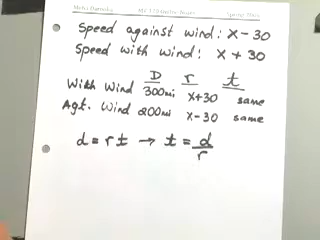 Speed against wind: x - 30
Speed with wind: x + 30
D r t
With Wind 300mi x+30 same
Agt. Wind 200mi x-30 same
d = rt → t = d/r